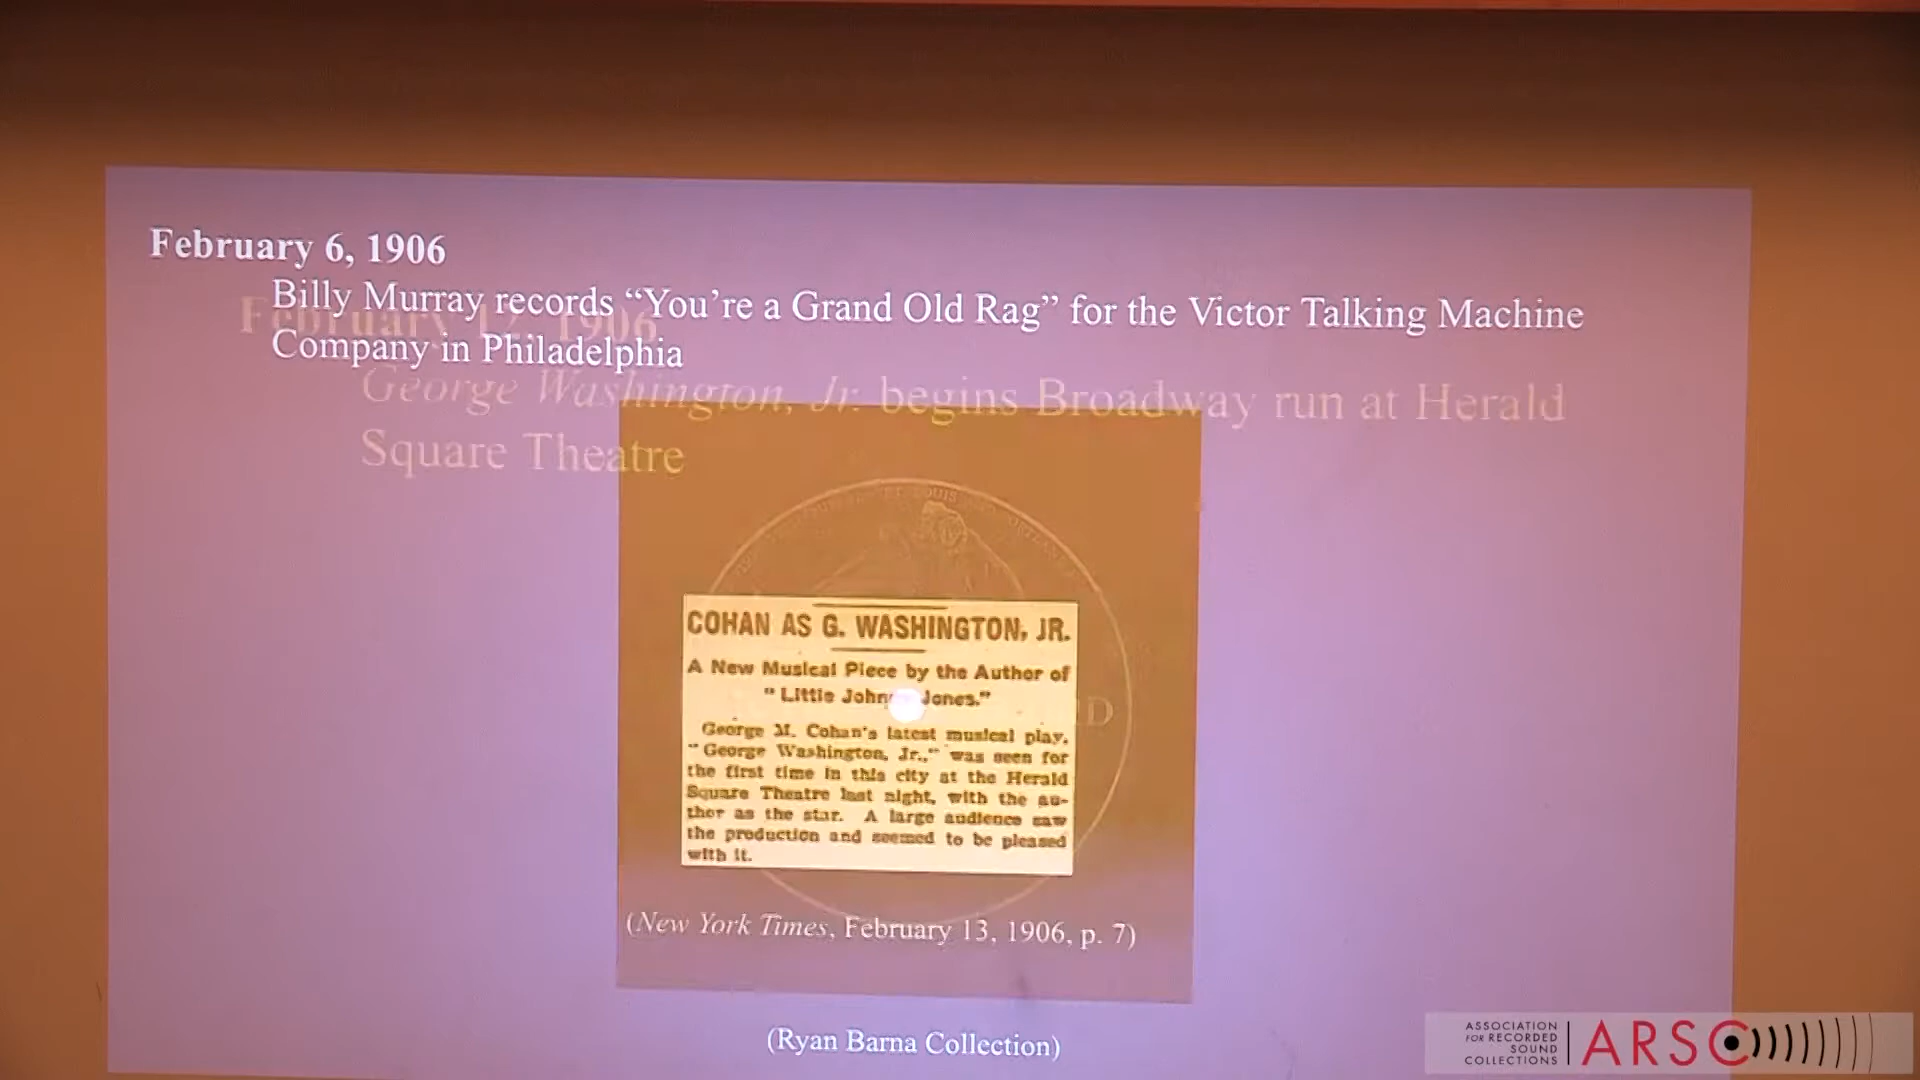 February 6, 1906
Billy Murray records “You’re a Grand Old Rag” for the Victor Talking Machine
Company in Philadelphia
February 12, 1906
George Washington, Jr. begins Broadway run at Herald
Square Theatre
COHAN AS G. WASHINGTON, JR.
A New Musical Piece by the Author of
" Little Johnny Jones."
George M. Cohan's latest musical play,
" George Washington, Jr.," was seen for
the first time in this city at the Herald
Square Theatre last night, with the au-
thor as the star. A large audience saw
the production and seemed to be pleased
with it.
(New York Times, February 13, 1906, p. 7)
(Ryan Barna Collection)
ASSOCIATION
FOR RECORDED
SOUND
COLLECTIONS
ARSC